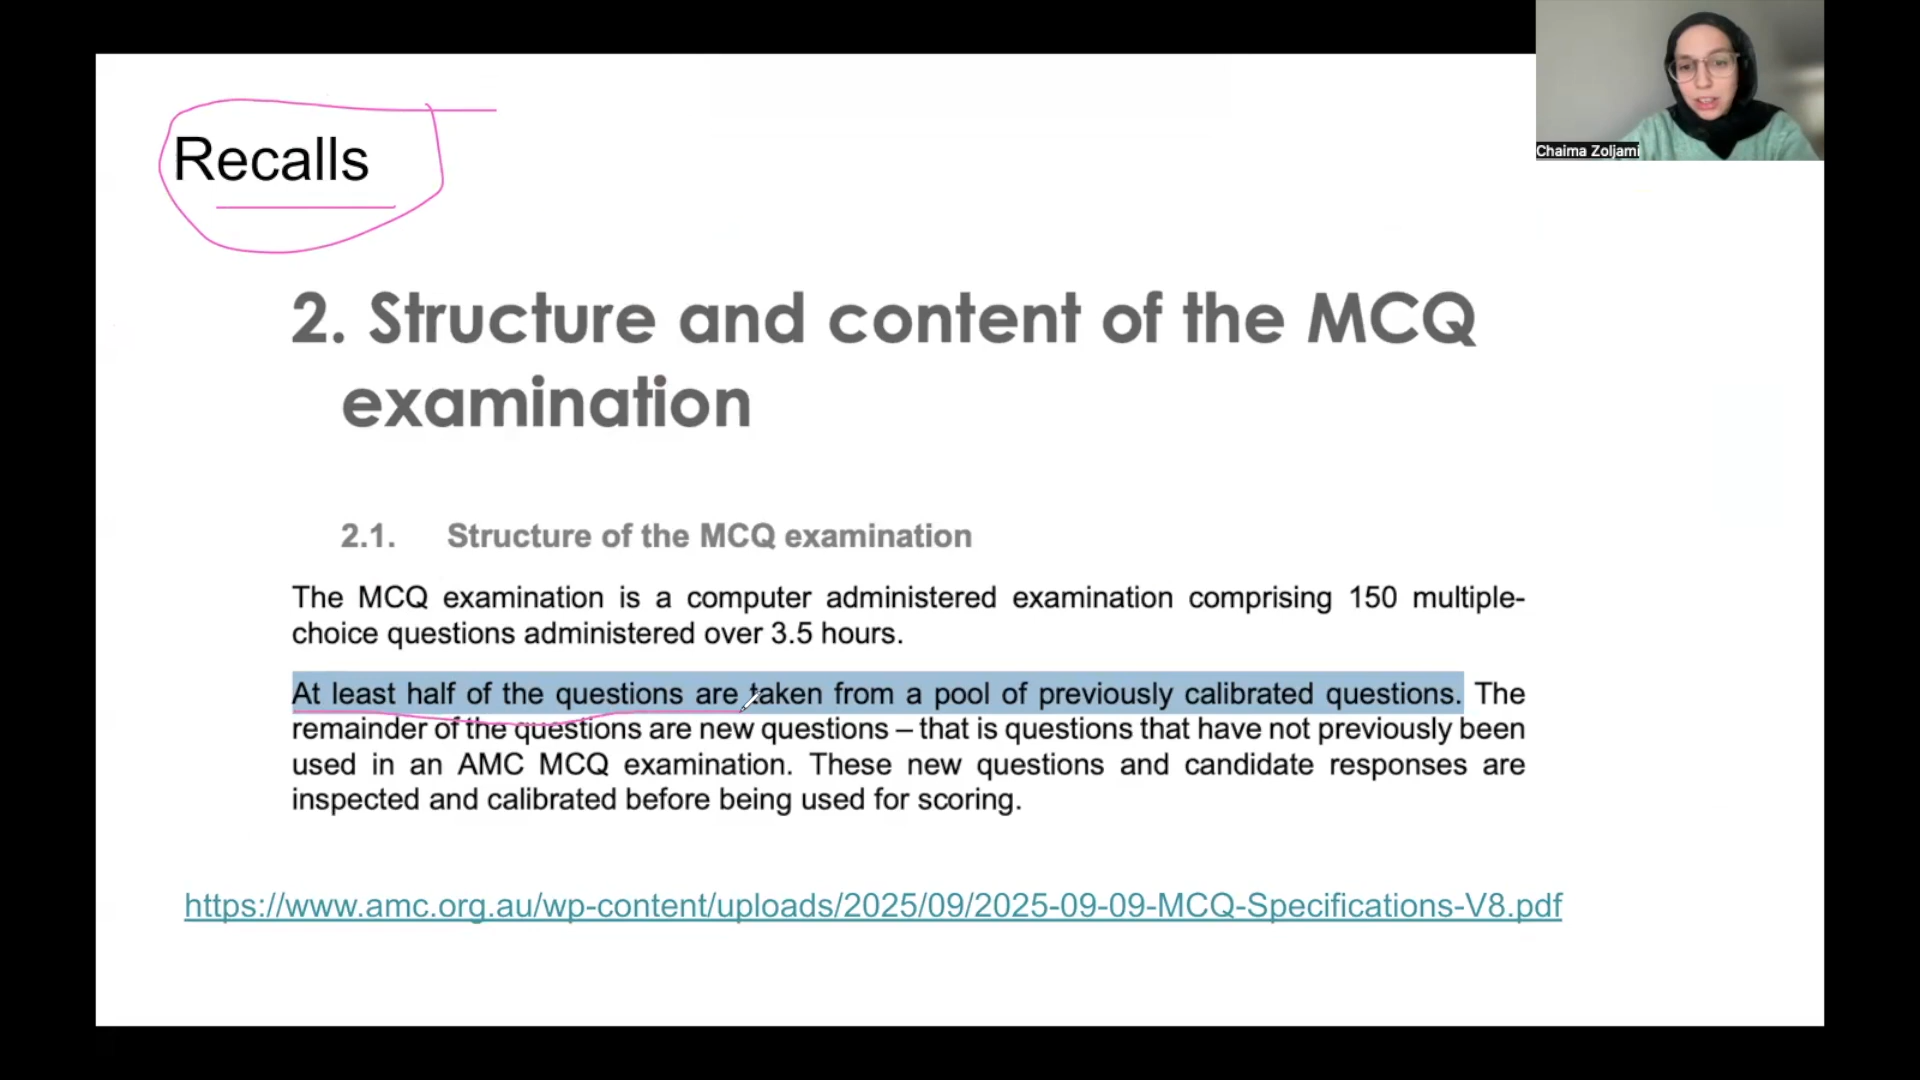 Chaima Zoljami
Recalls
2. Structure and content of the MCQ
examination
2.1. Structure of the MCQ examination
The MCQ examination is a computer administered examination comprising 150 multiple-
choice questions administered over 3.5 hours.
At least half of the questions are taken from a pool of previously calibrated questions. The
remainder of the questions are new questions – that is questions that have not previously been
used in an AMC MCQ examination. These new questions and candidate responses are
inspected and calibrated before being used for scoring.
https://www.amc.org.au/wp-content/uploads/2025/09/2025-09-09-MCQ-Specifications-V8.pdf